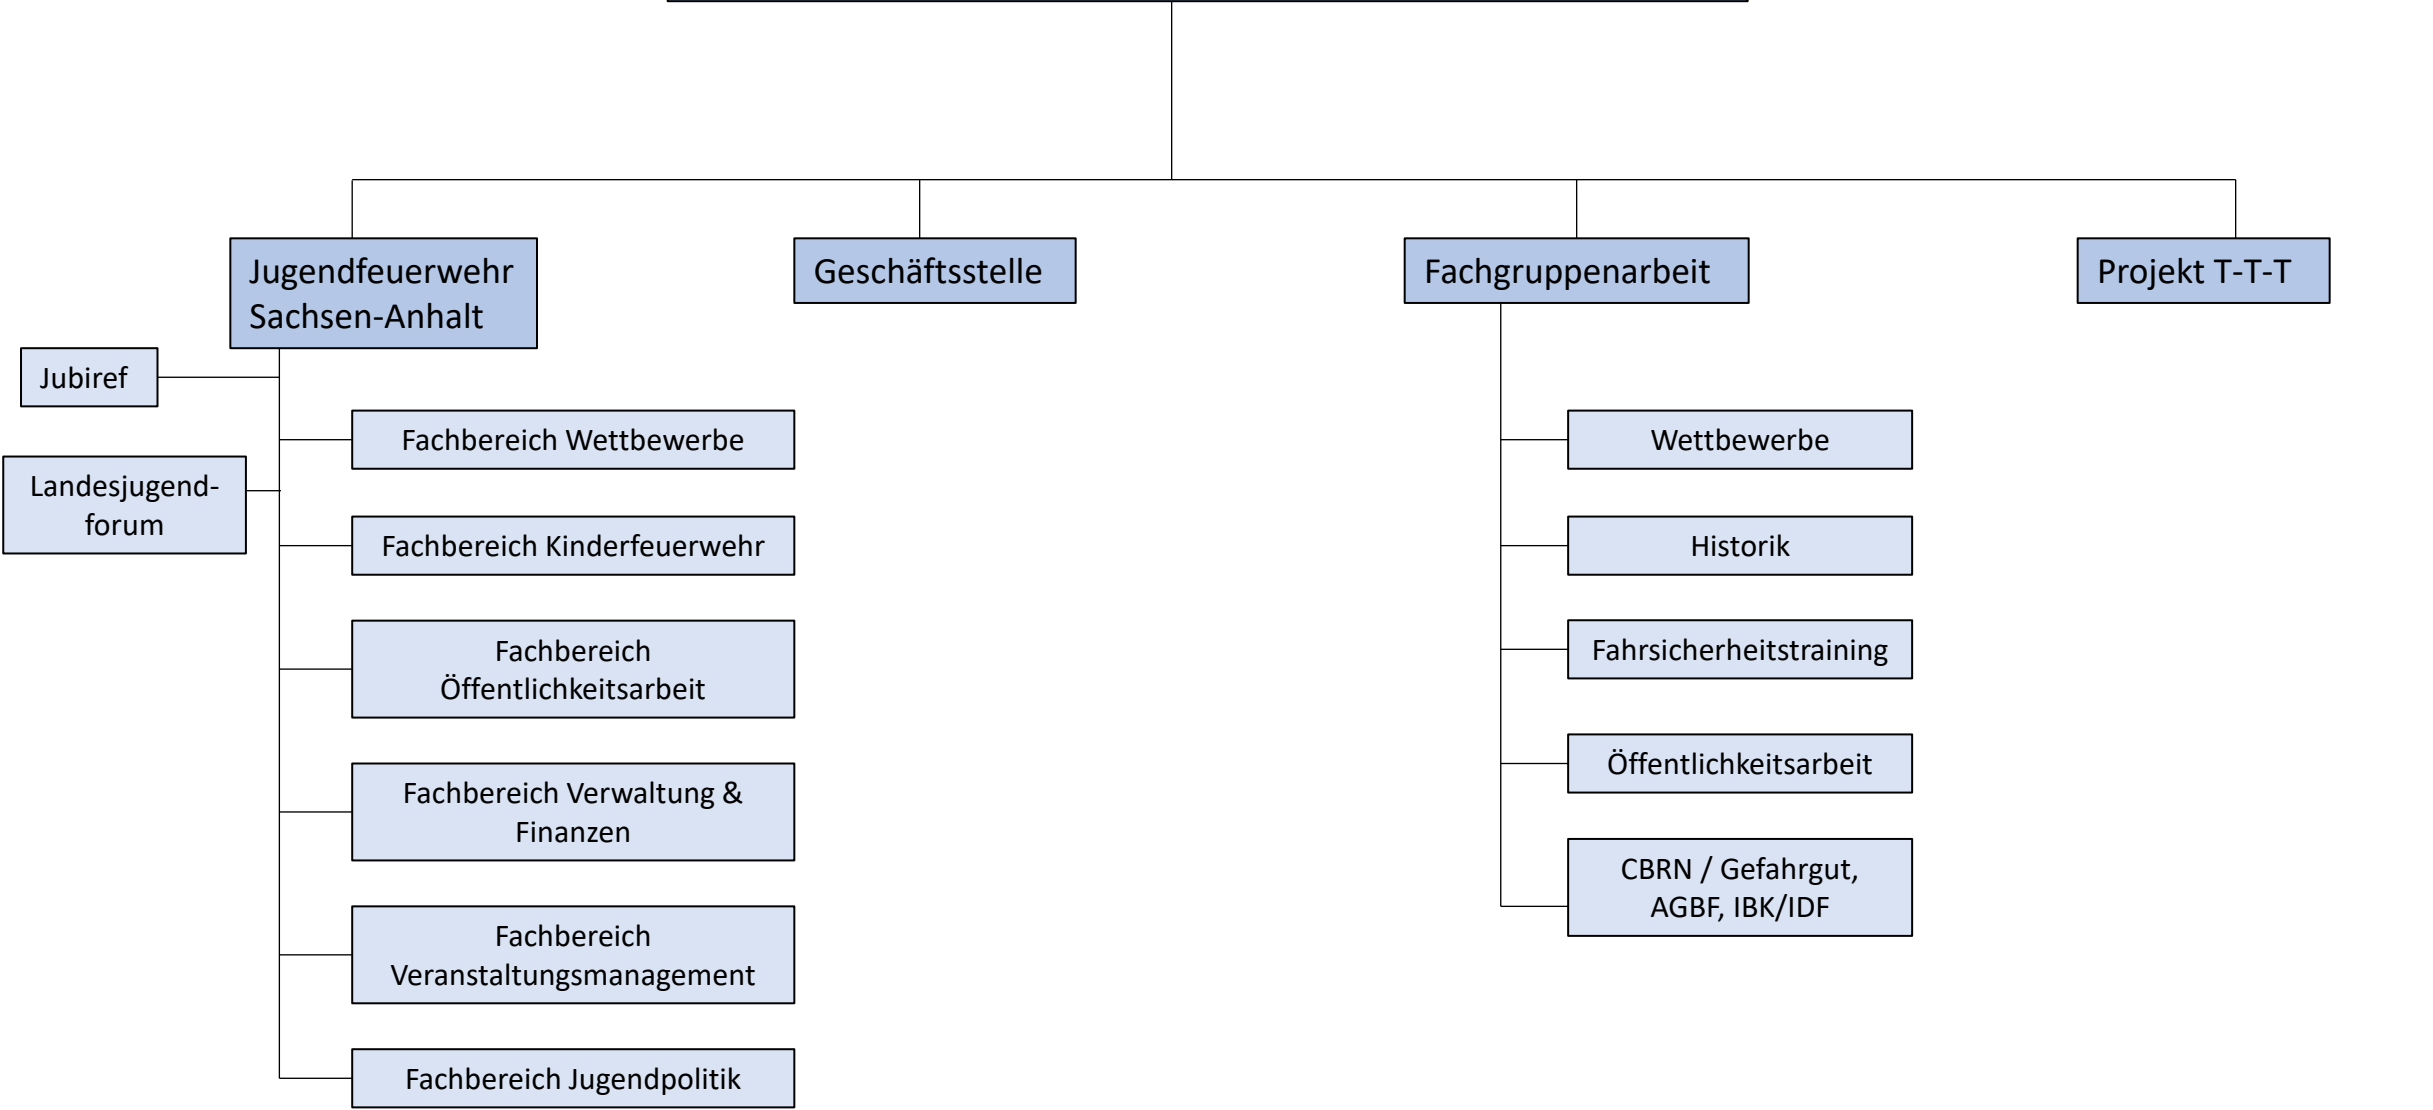 Jugendfeuerwehr
Sachsen-Anhalt
Geschäftsstelle
Fachgruppenarbeit
Projekt T-T-T
Jubiref
Landesjugend-
forum
Fachbereich Wettbewerbe
Fachbereich Kinderfeuerwehr
Fachbereich
Öffentlichkeitsarbeit
Fachbereich Verwaltung &
Finanzen
Fachbereich
Veranstaltungsmanagement
Fachbereich Jugendpolitik
Wettbewerbe
Historik
Fahrsicherheitstraining
Öffentlichkeitsarbeit
CBRN / Gefahrgut,
AGBF, IBK/IDF